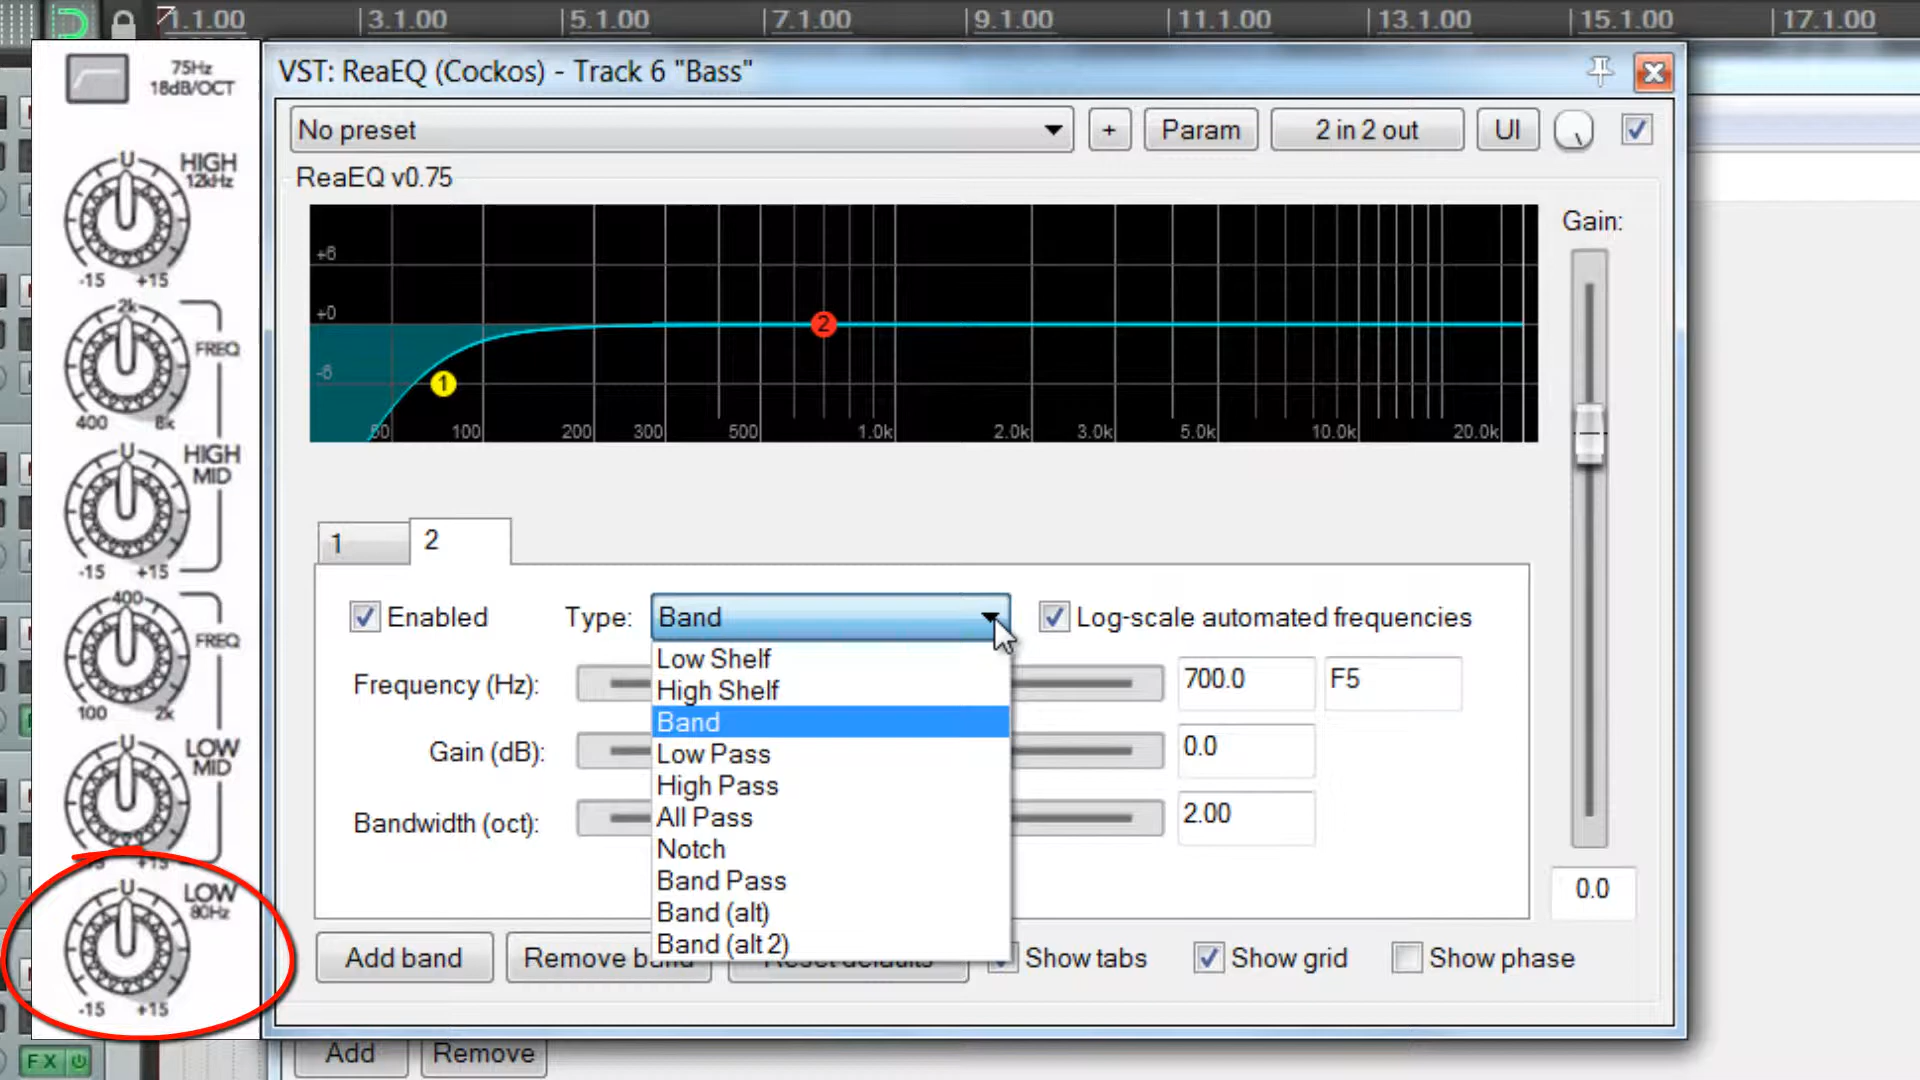 1.1.00 3.1.00 5.1.00 7.1.00 9.1.00 11.1.00 13.1.00 15.1.00 17.1.00
75Hz
18dB/OCT
U HIGH
12kHz
-15 +15
2k
FREQ
400 8k
U HIGH
MID
-15 +15
400
FREQ
100 2k
U LOW
MID
+15
U LOW
80Hz
-15 +15
FX
VST: ReaEQ (Cockos) - Track 6 "Bass"
No preset + Param 2 in 2 out UI
ReaEQ v0.75
Gain:
+6
+0
-6
1
2
50 100 200 300 500 1.0k 2.0k 3.0k 5.0k 10.0k 20.0k
1 2
Enabled Type: Band Log-scale automated frequencies
Low Shelf
High Shelf
Band
Low Pass
High Pass
All Pass
Notch
Band Pass
Band (alt)
Band (alt 2)
Frequency (Hz): 700.0 F5
Gain (dB): 0.0
Bandwidth (oct): 2.00
0.0
Add band Remove band Reset defaults Show tabs Show grid Show phase
Add Remove